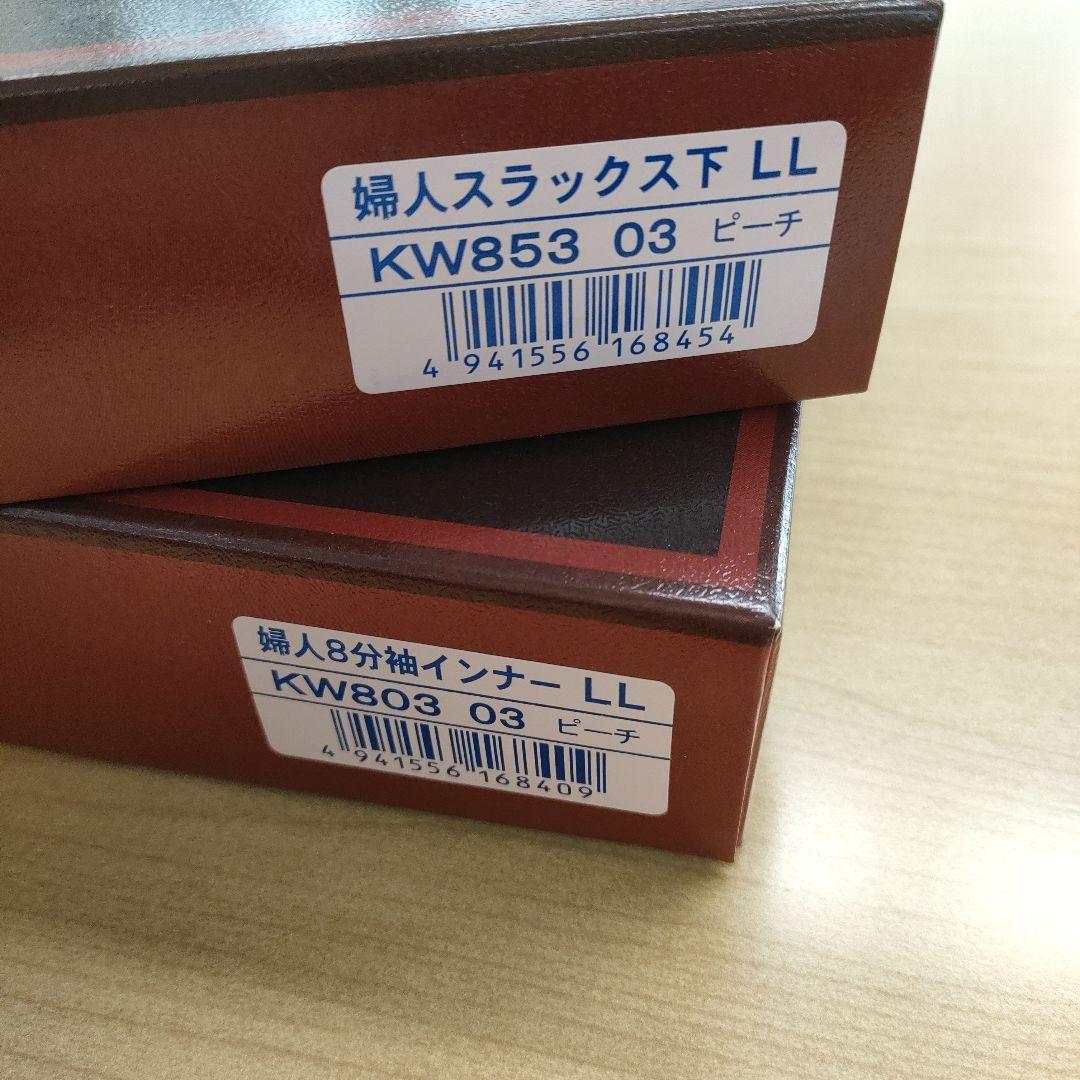 婦人スラックス下 LL
KW853 03 ピーチ
4 941556 168454
婦人8分袖インナー LL
KW803 03 ピーチ
4 941556 168409